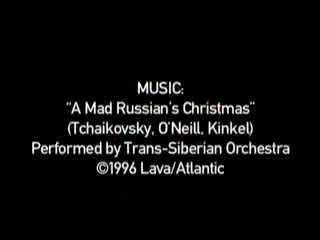 MUSIC:
"A Mad Russian's Christmas"
(Tchaikovsky, O'Neill, Kinkel)
Performed by Trans-Siberian Orchestra
©1996 Lava/Atlantic